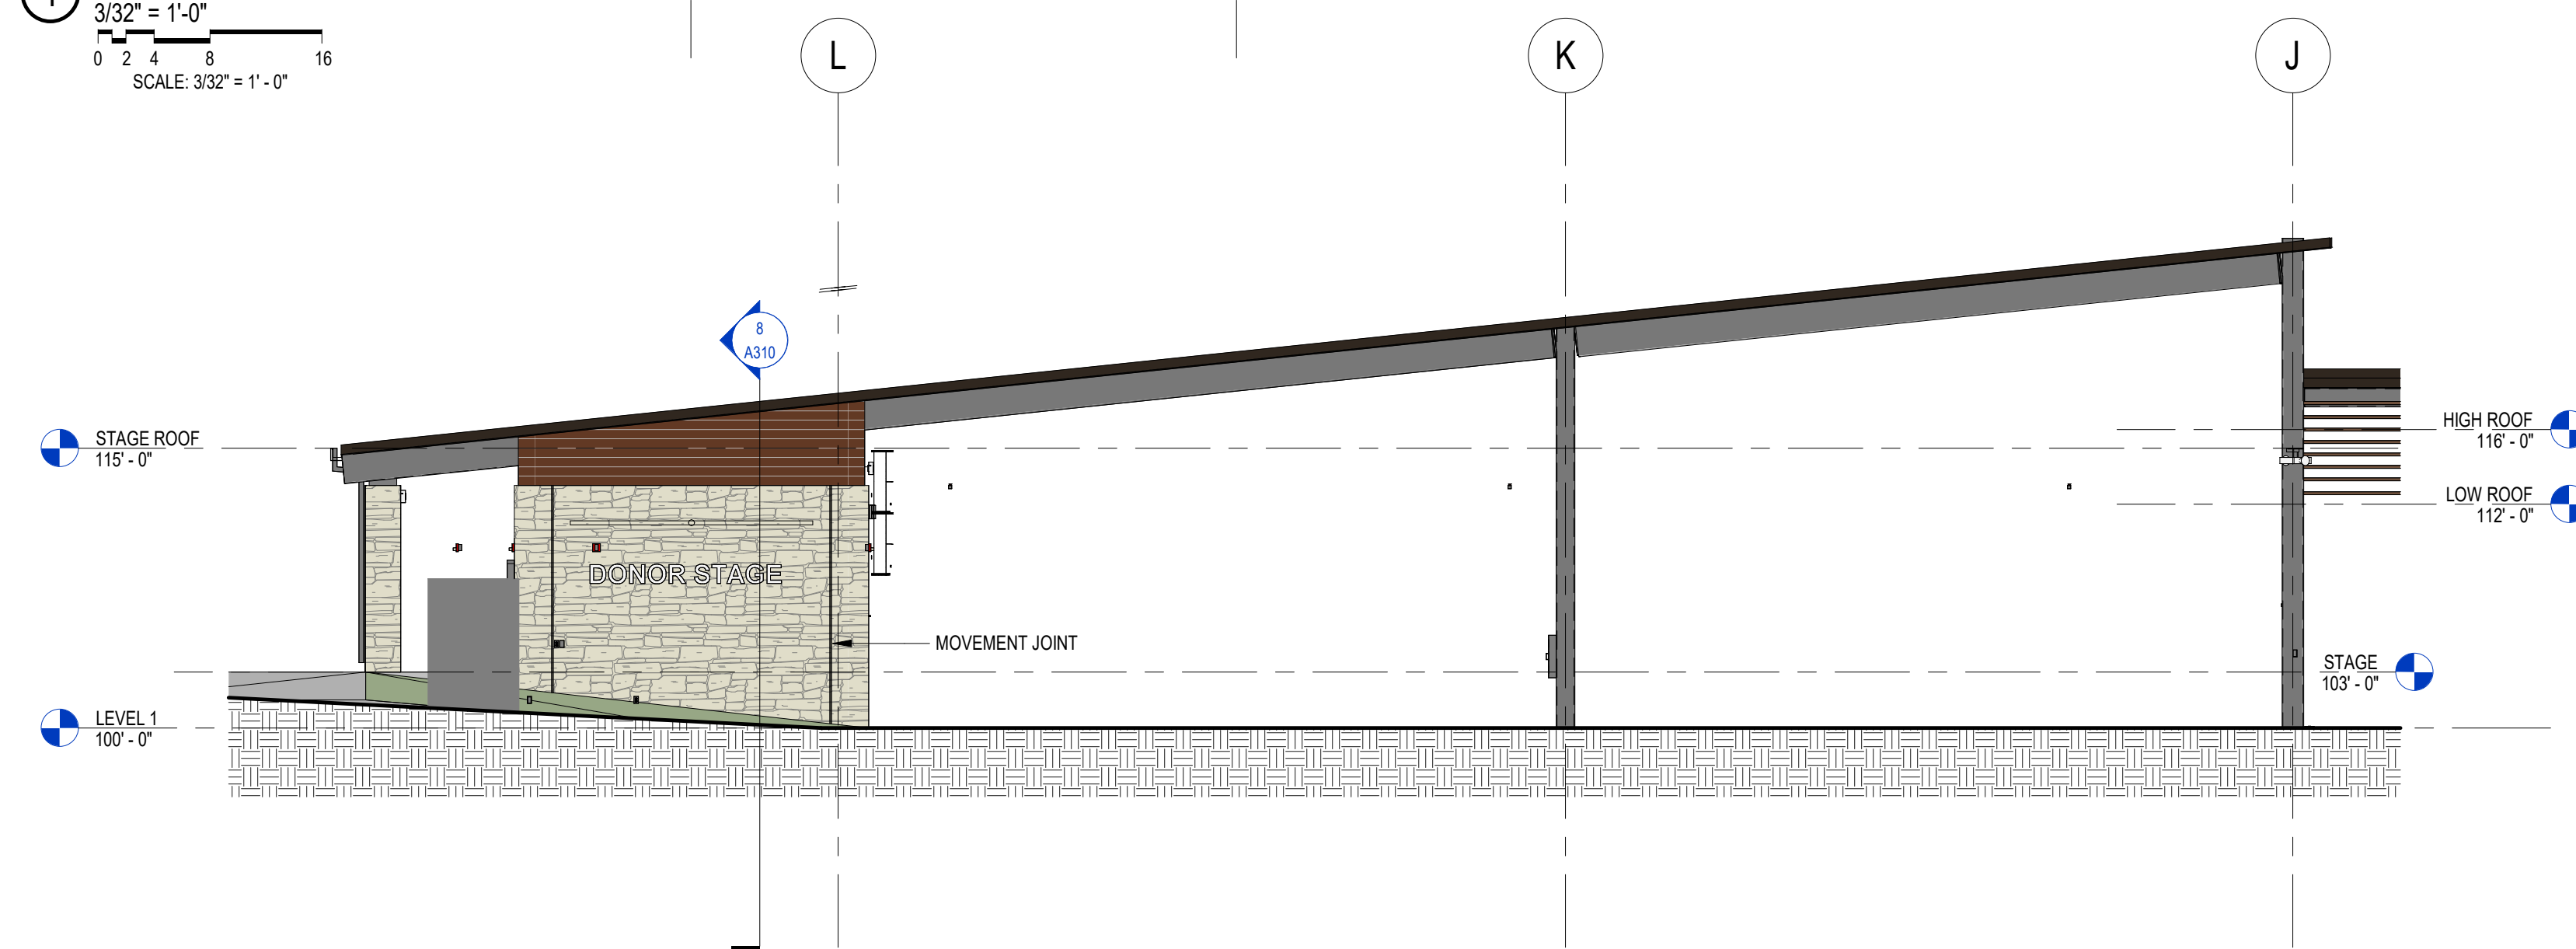 3/32" = 1'-0"
0 2 4 8 16
SCALE: 3/32" = 1' - 0"
L
K
J
8
A310
STAGE ROOF
115' - 0"
HIGH ROOF
116' - 0"
LOW ROOF
112' - 0"
DONOR STAGE
MOVEMENT JOINT
STAGE
103' - 0"
LEVEL 1
100' - 0"